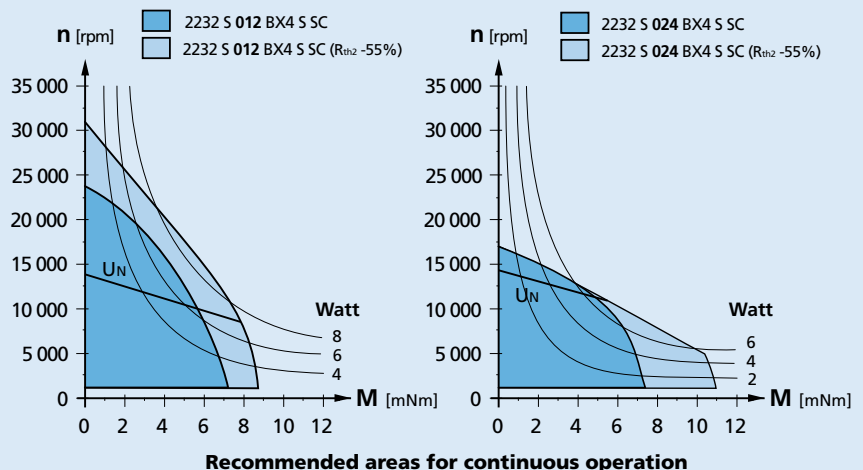 2232 S 012 BX4 S SC
2232 S 012 BX4 S SC (Rth2 -55%)
n [rpm]
35 000
30 000
25 000
20 000
15 000
10 000
5 000
0
UN
Watt
8
6
4
M [mNm]
0 2 4 6 8 10 12
2232 S 024 BX4 S SC
2232 S 024 BX4 S SC (Rth2 -55%)
n [rpm]
35 000
30 000
25 000
20 000
15 000
10 000
5 000
0
UN
Watt
6
4
2
M [mNm]
0 2 4 6 8 10 12
Recommended areas for continuous operation